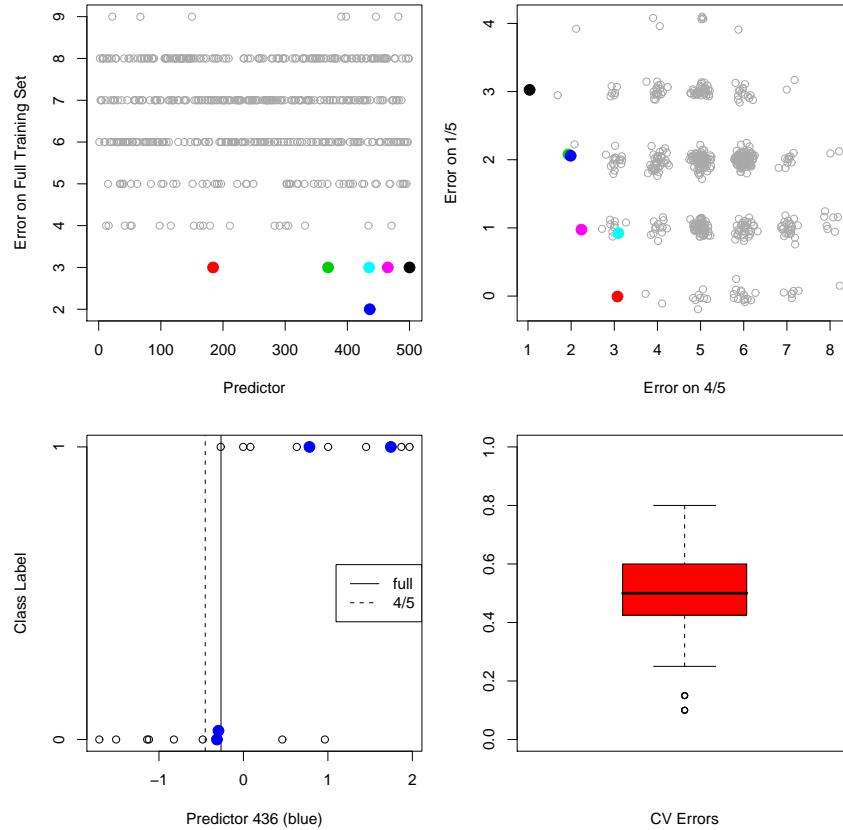 Error on Full Training Set
9
8
7
6
5
4
3
2
0 100 200 300 400 500
Predictor
Error on 1/5
4
3
2
1
0
1 2 3 4 5 6 7 8
Error on 4/5
Class Label
1
0
full
4/5
−1 0 1 2
Predictor 436 (blue)
1.0
0.8
0.6
0.4
0.2
0.0
CV Errors